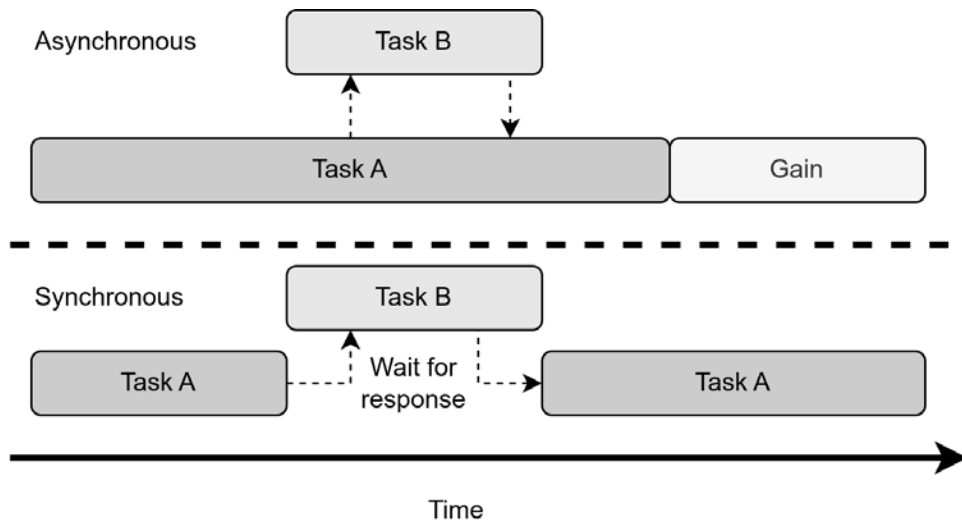 Asynchronous
Task B
Task A
Gain
Synchronous
Task B
Task A
Wait for
response
Task A
Time